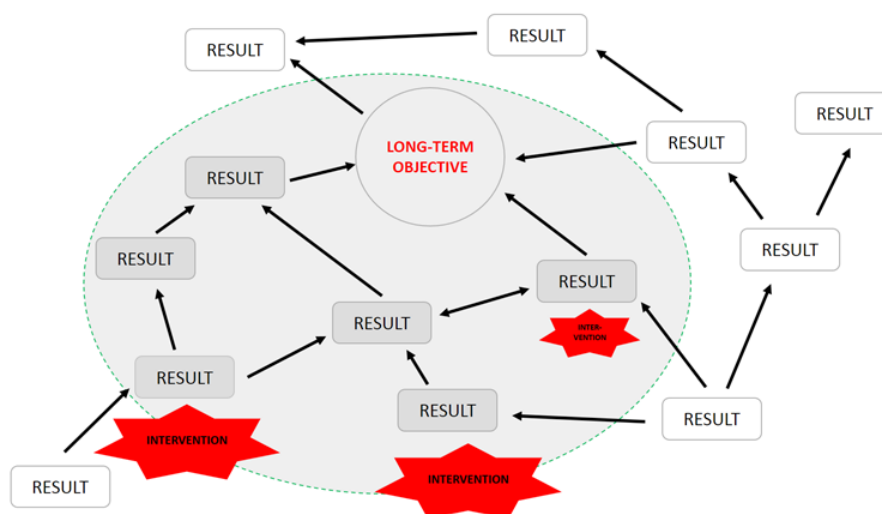 RESULT
RESULT
RESULT
RESULT
LONG-TERM
OBJECTIVE
RESULT
RESULT
RESULT
RESULT
RESULT
INTER-
VENTION
RESULT
RESULT
RESULT
INTERVENTION
INTERVENTION
RESULT
RESULT